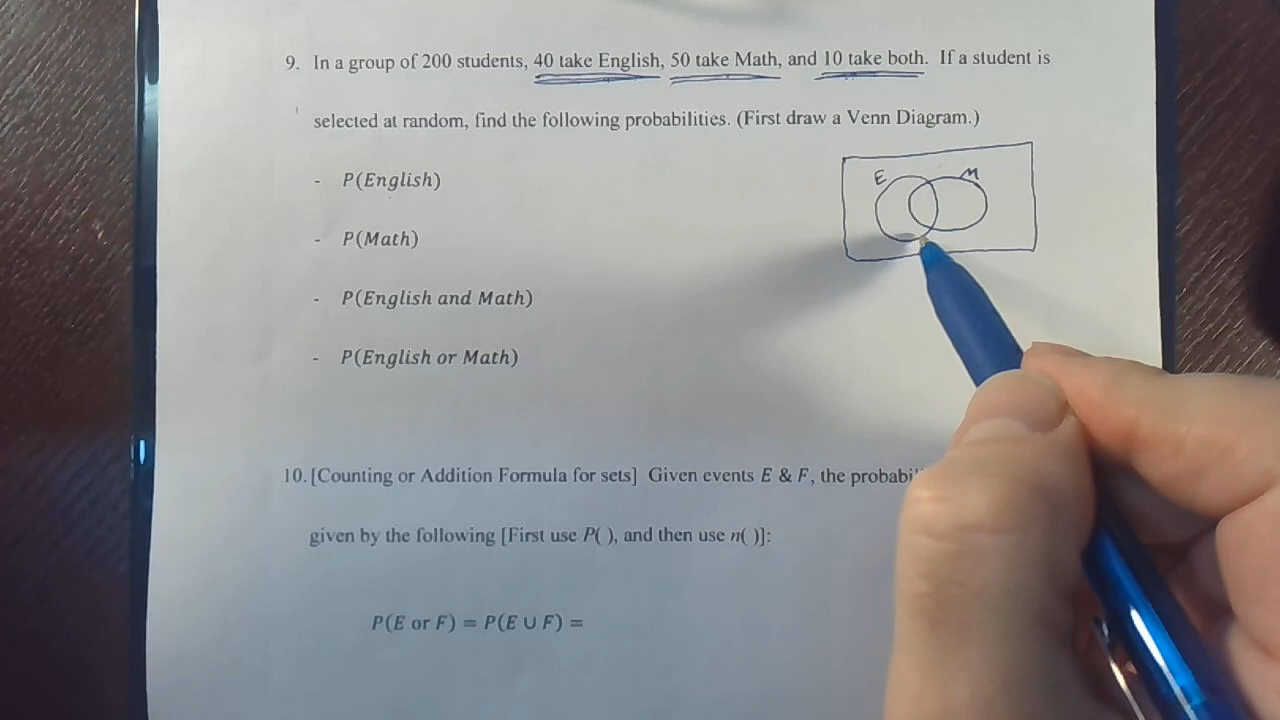 9. In a group of 200 students, 40 take English, 50 take Math, and 10 take both. If a student is
selected at random, find the following probabilities. (First draw a Venn Diagram.)
- P(English)
E M
- P(Math)
- P(English and Math)
- P(English or Math)
10. [Counting or Addition Formula for sets] Given events E & F, the
given by the following [First use P( ), and then use n( )]:
P(E or F) = P(E ∪ F) =